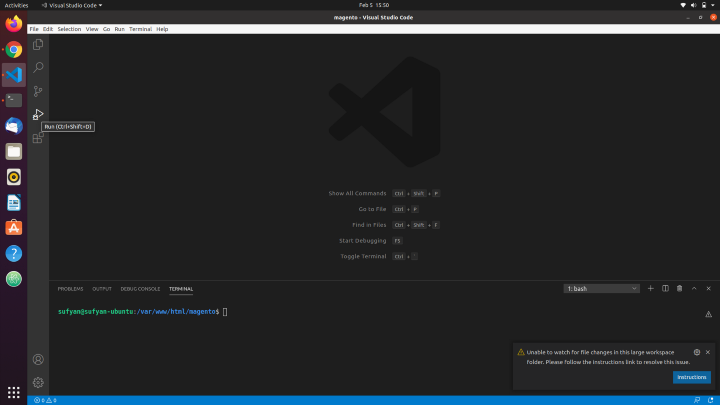 Activities Visual Studio Code Feb 5 15:50
magento - Visual Studio Code
File Edit Selection View Go Run Terminal Help
Run (Ctrl+Shift+D)
Show All Commands Ctrl + Shift + P
Go to File Ctrl + P
Find in Files Ctrl + Shift + F
Start Debugging F5
Toggle Terminal Ctrl + `
PROBLEMS OUTPUT DEBUG CONSOLE TERMINAL 1: bash
sufyan@sufyan-ubuntu:/var/www/html/magento$
Unable to watch for file changes in this large workspace
folder. Please follow the instructions link to resolve this issue.
Instructions
0 0